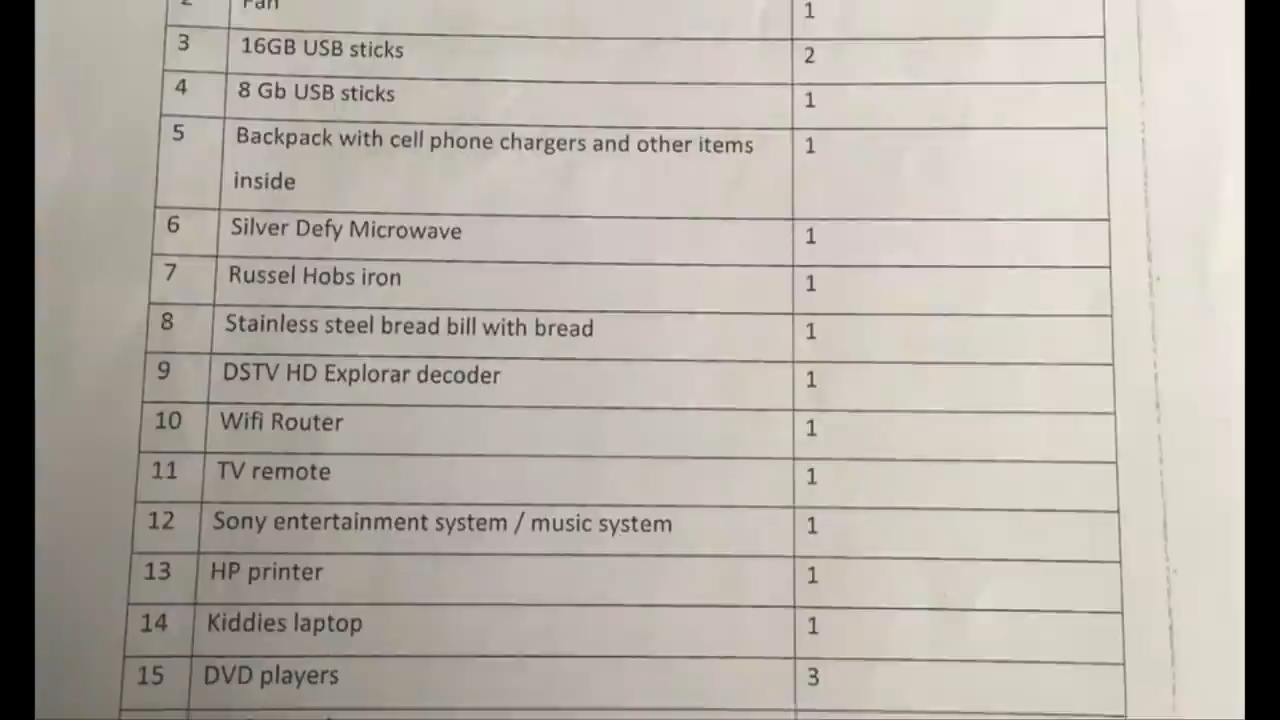 2 Fan 1
3 16GB USB sticks 2
4 8 Gb USB sticks 1
5 Backpack with cell phone chargers and other items 1
inside
6 Silver Defy Microwave 1
7 Russel Hobs iron 1
8 Stainless steel bread bill with bread 1
9 DSTV HD Explorar decoder 1
10 Wifi Router 1
11 TV remote 1
12 Sony entertainment system / music system 1
13 HP printer 1
14 Kiddies laptop 1
15 DVD players 3